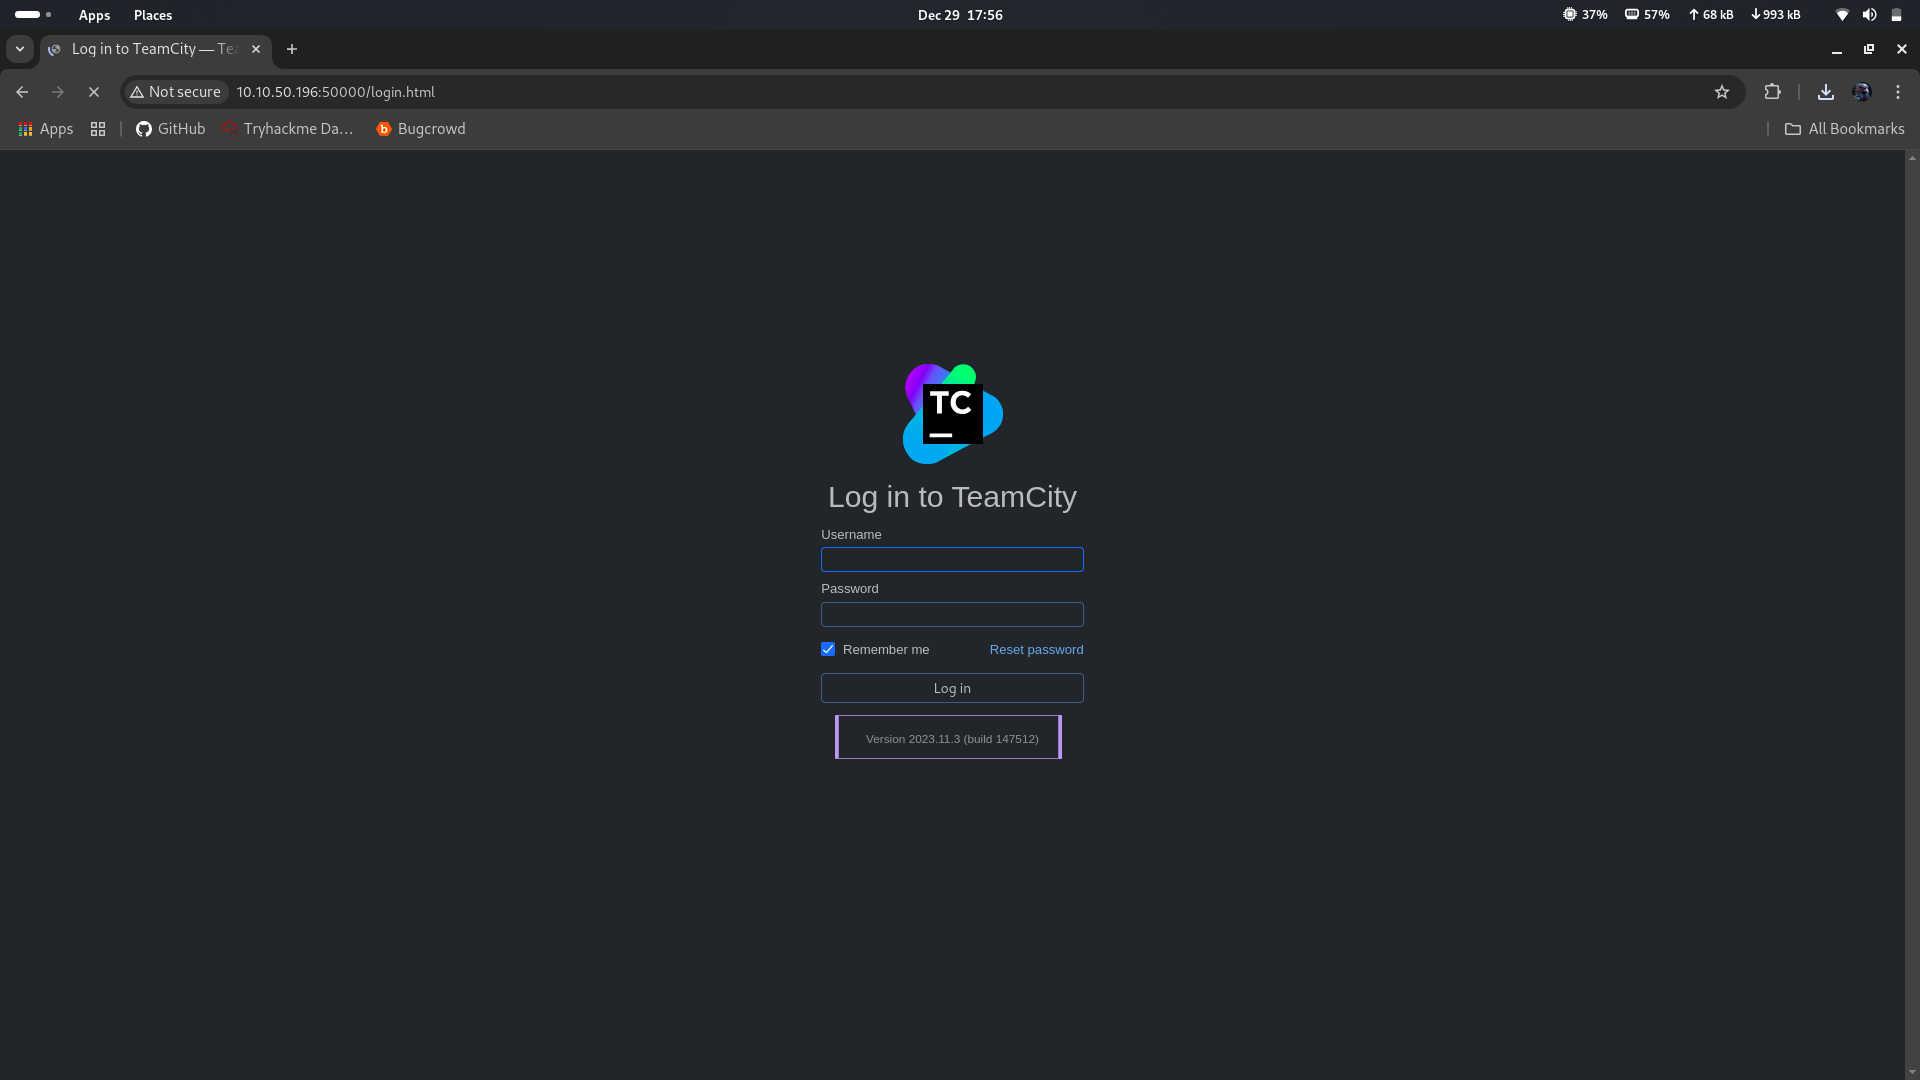 Apps Places Dec 29 17:56 37% 57% 68 kB 993 kB
Log in to TeamCity — Tea
Not secure 10.10.50.196:50000/login.html
Apps GitHub Tryhackme Da... Bugcrowd All Bookmarks
TC
Log in to TeamCity
Username
Password
Remember me Reset password
Log in
Version 2023.11.3 (build 147512)